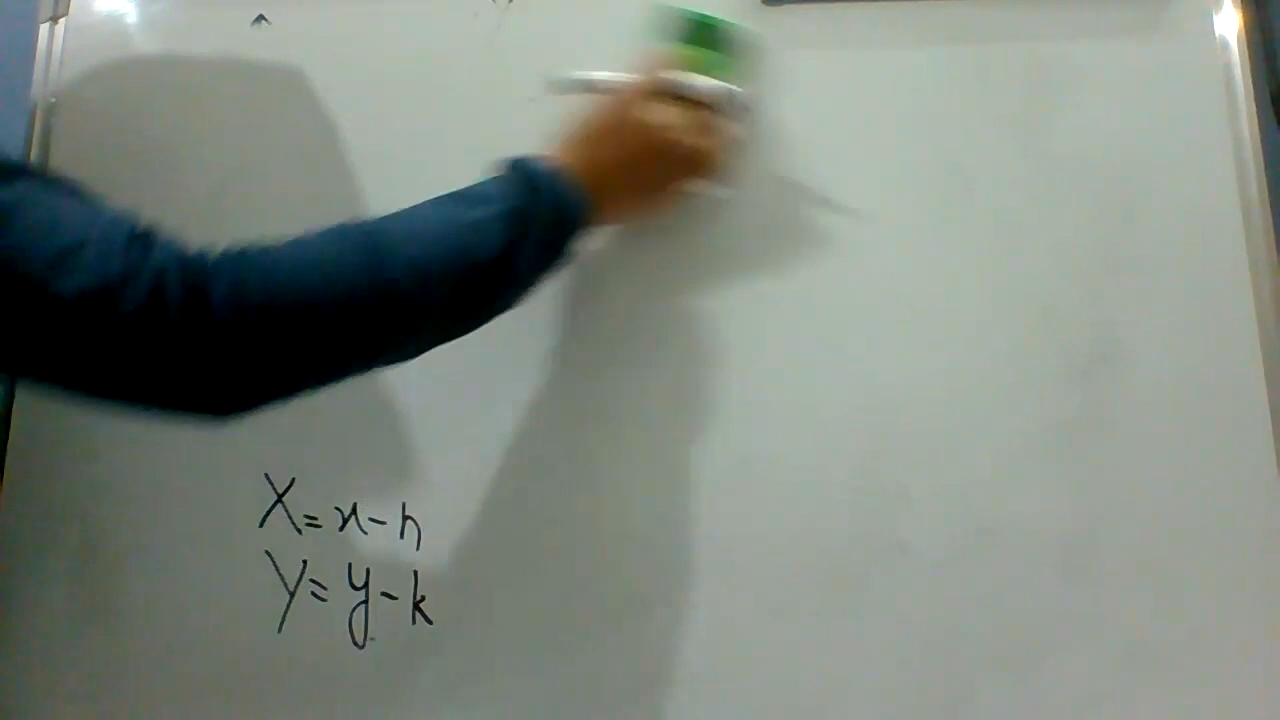 X = x - h
Y = y - k